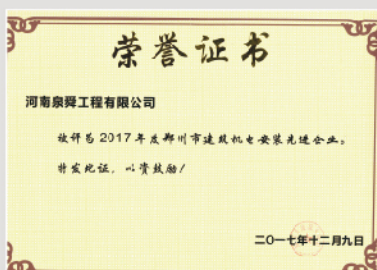 荣誉证书
河南泉舜工程有限公司
被评为2017年度郑州市建筑机电安装先进企业。
特发此证，以资鼓励！
二〇一七年十二月九日